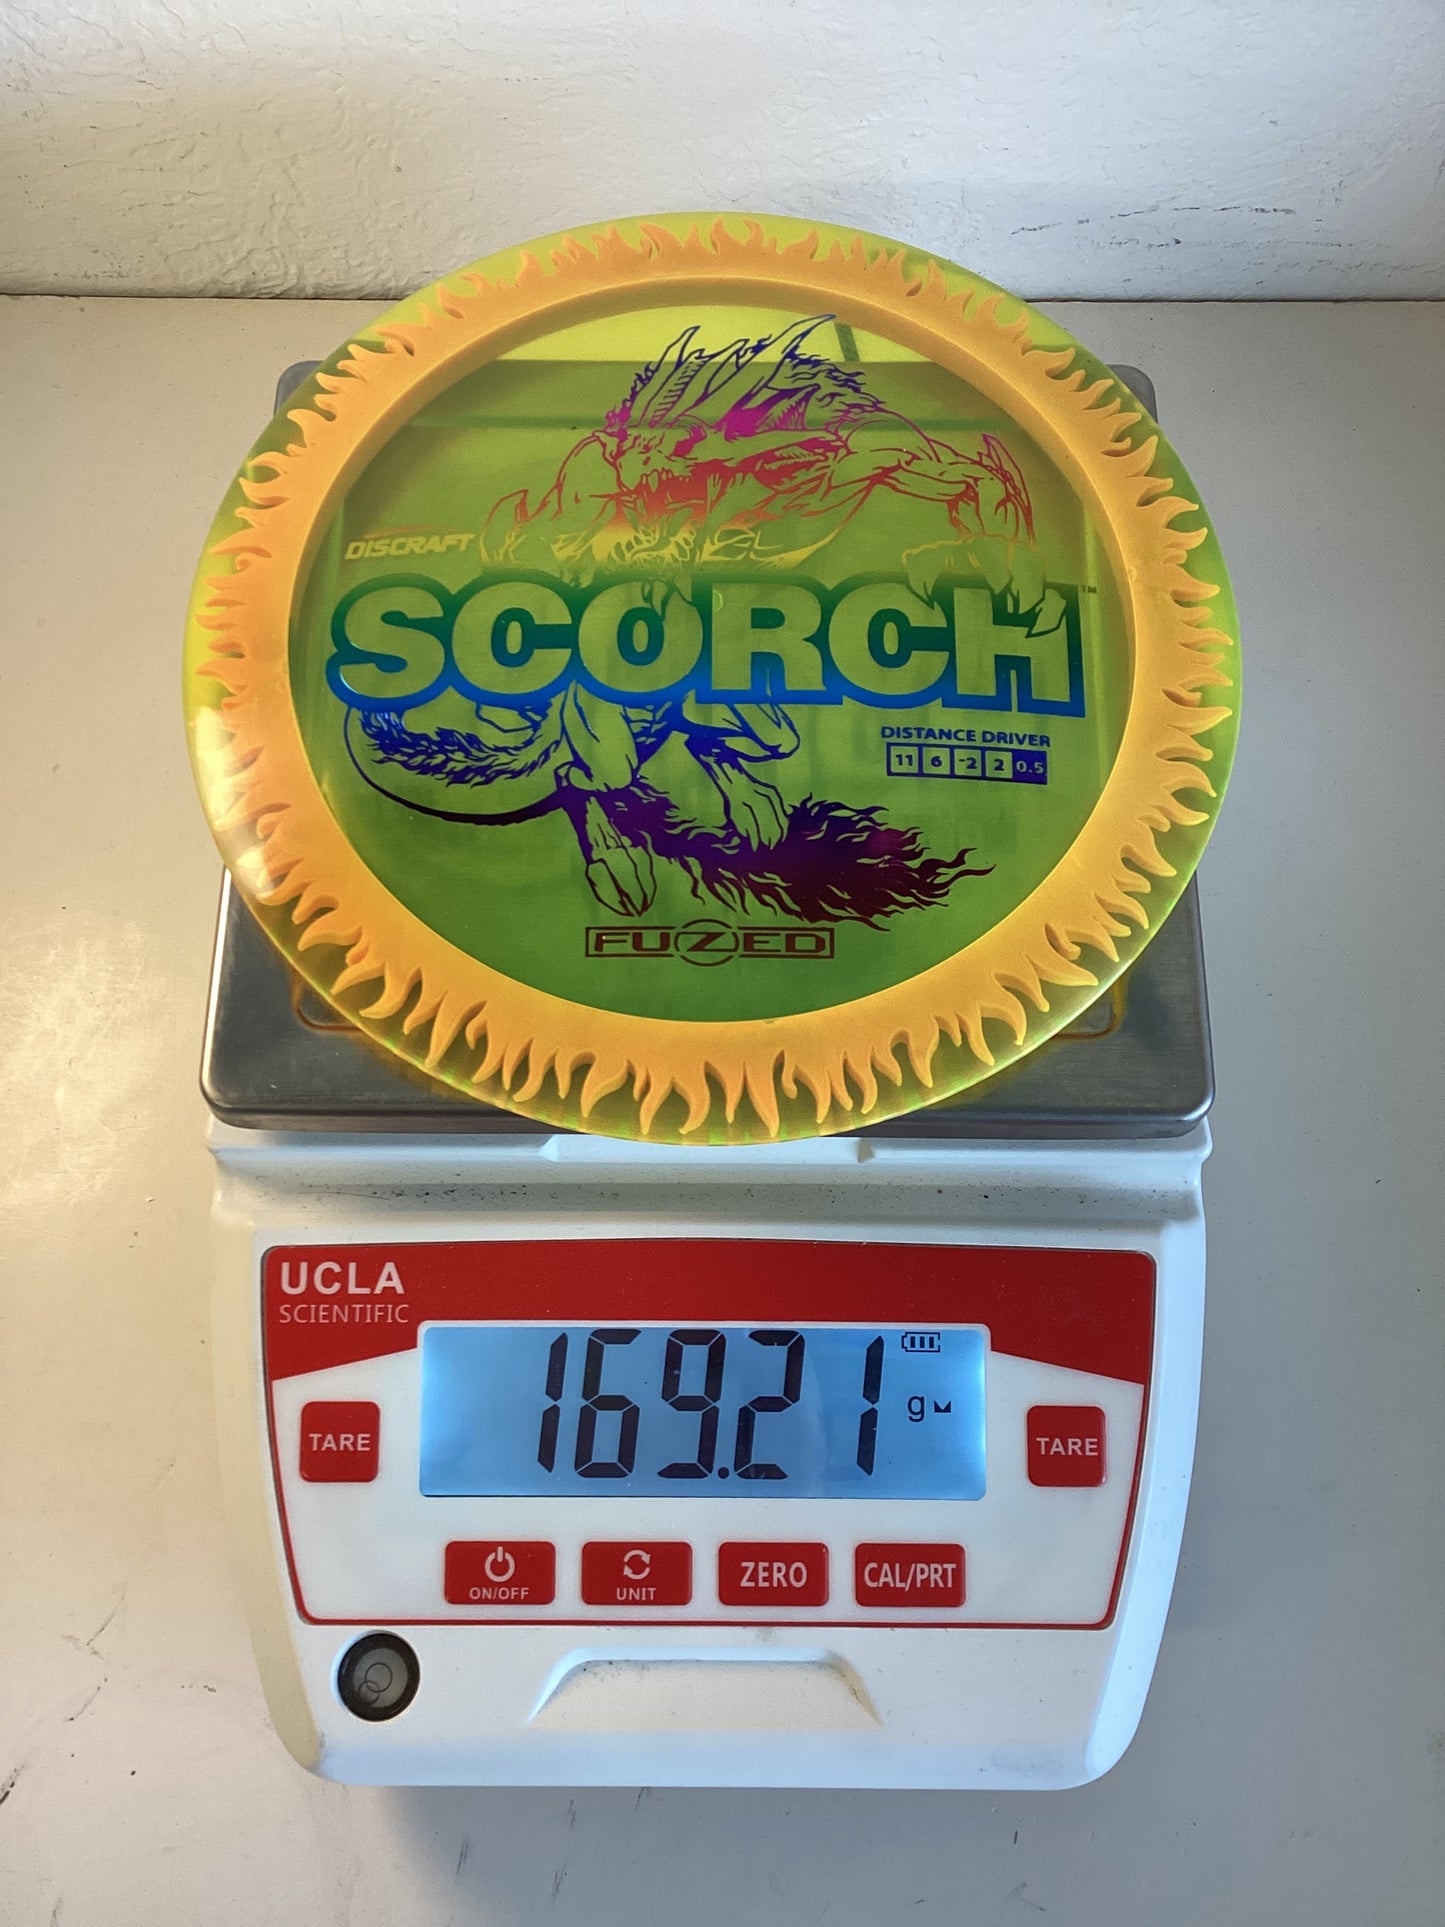 DISCRAFT
SCORCH™
DISTANCE DRIVER
11 6 -2 2 0.5
FUZED
UCLA
SCIENTIFIC
169.21 g
TARE
TARE
ON/OFF
UNIT
ZERO
CAL/PRT